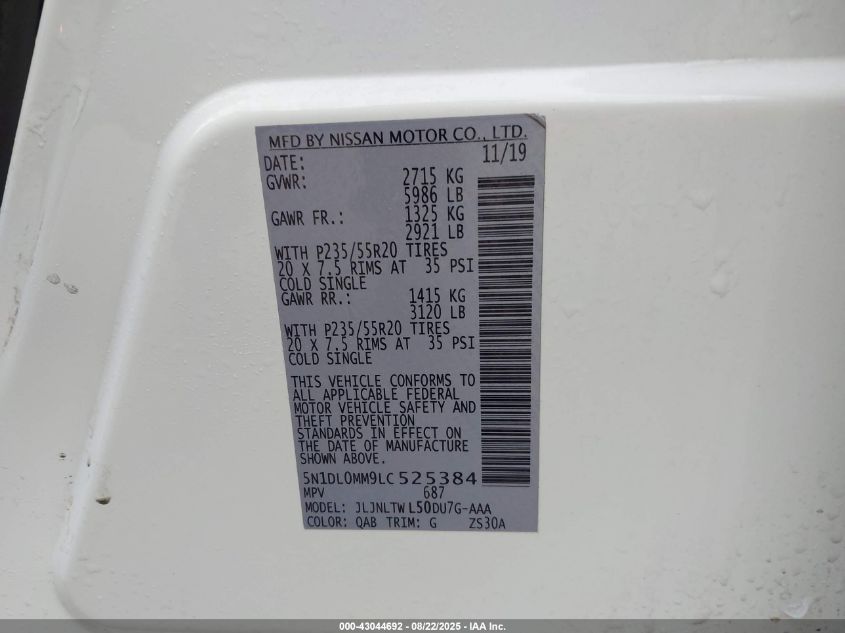 MFD BY NISSAN MOTOR CO., LTD.
DATE: 11/19
GVWR: 2715 KG
5986 LB
GAWR FR.: 1325 KG
2921 LB
WITH P235/55R20 TIRES
20 X 7.5 RIMS AT 35 PSI
COLD SINGLE
GAWR RR.: 1415 KG
3120 LB
WITH P235/55R20 TIRES
20 X 7.5 RIMS AT 35 PSI
COLD SINGLE
THIS VEHICLE CONFORMS TO
ALL APPLICABLE FEDERAL
MOTOR VEHICLE SAFETY AND
THEFT PREVENTION
STANDARDS IN EFFECT ON
THE DATE OF MANUFACTURE
SHOWN ABOVE.
5N1DL0MM9LC525384
MPV 687
MODEL: JLJNLTWL50DU7G-AAA
COLOR: QAB TRIM: G ZS30A
000-43044692 - 08/22/2025 - IAA Inc.